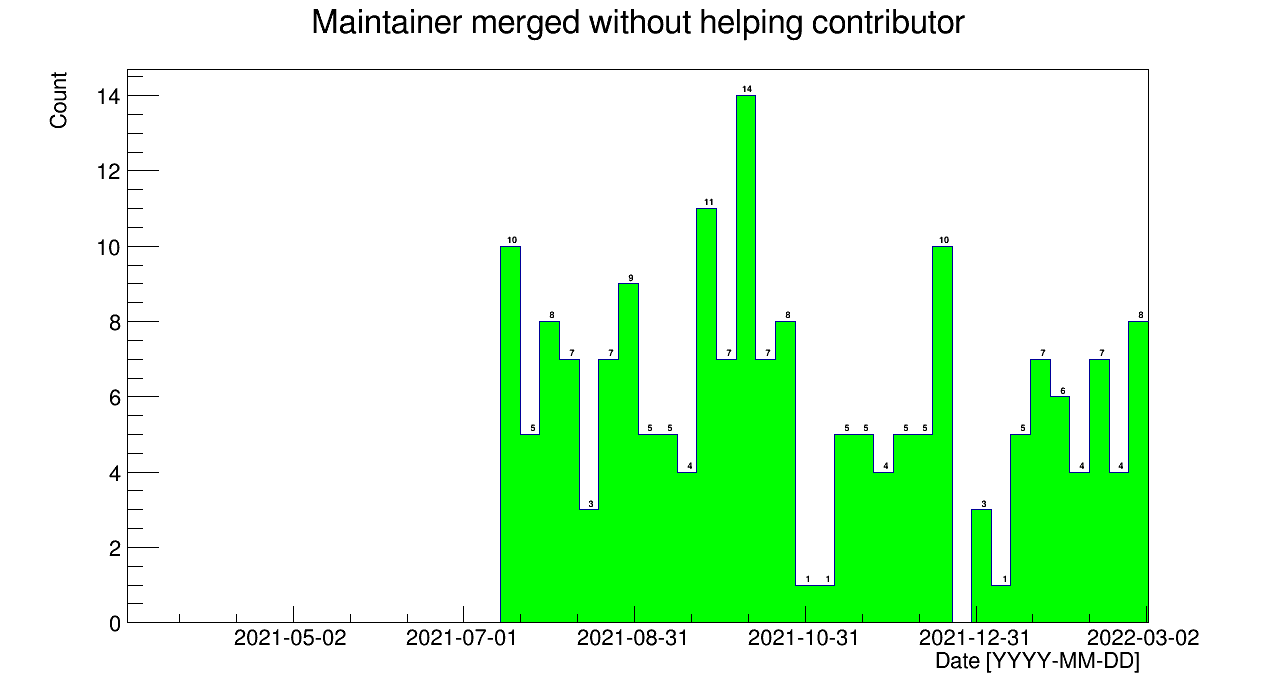 Maintainer merged without helping contributor
Count
14
12
10
8
6
4
2
0
10 5 8 7 3 7 9 5 5 4 11 7 14 7 8 1 1 5 5 4 5 5 10 3 1 5 7 6 4 7 4 8
2021-05-02 2021-07-01 2021-08-31 2021-10-31 2021-12-31 2022-03-02
Date [YYYY-MM-DD]